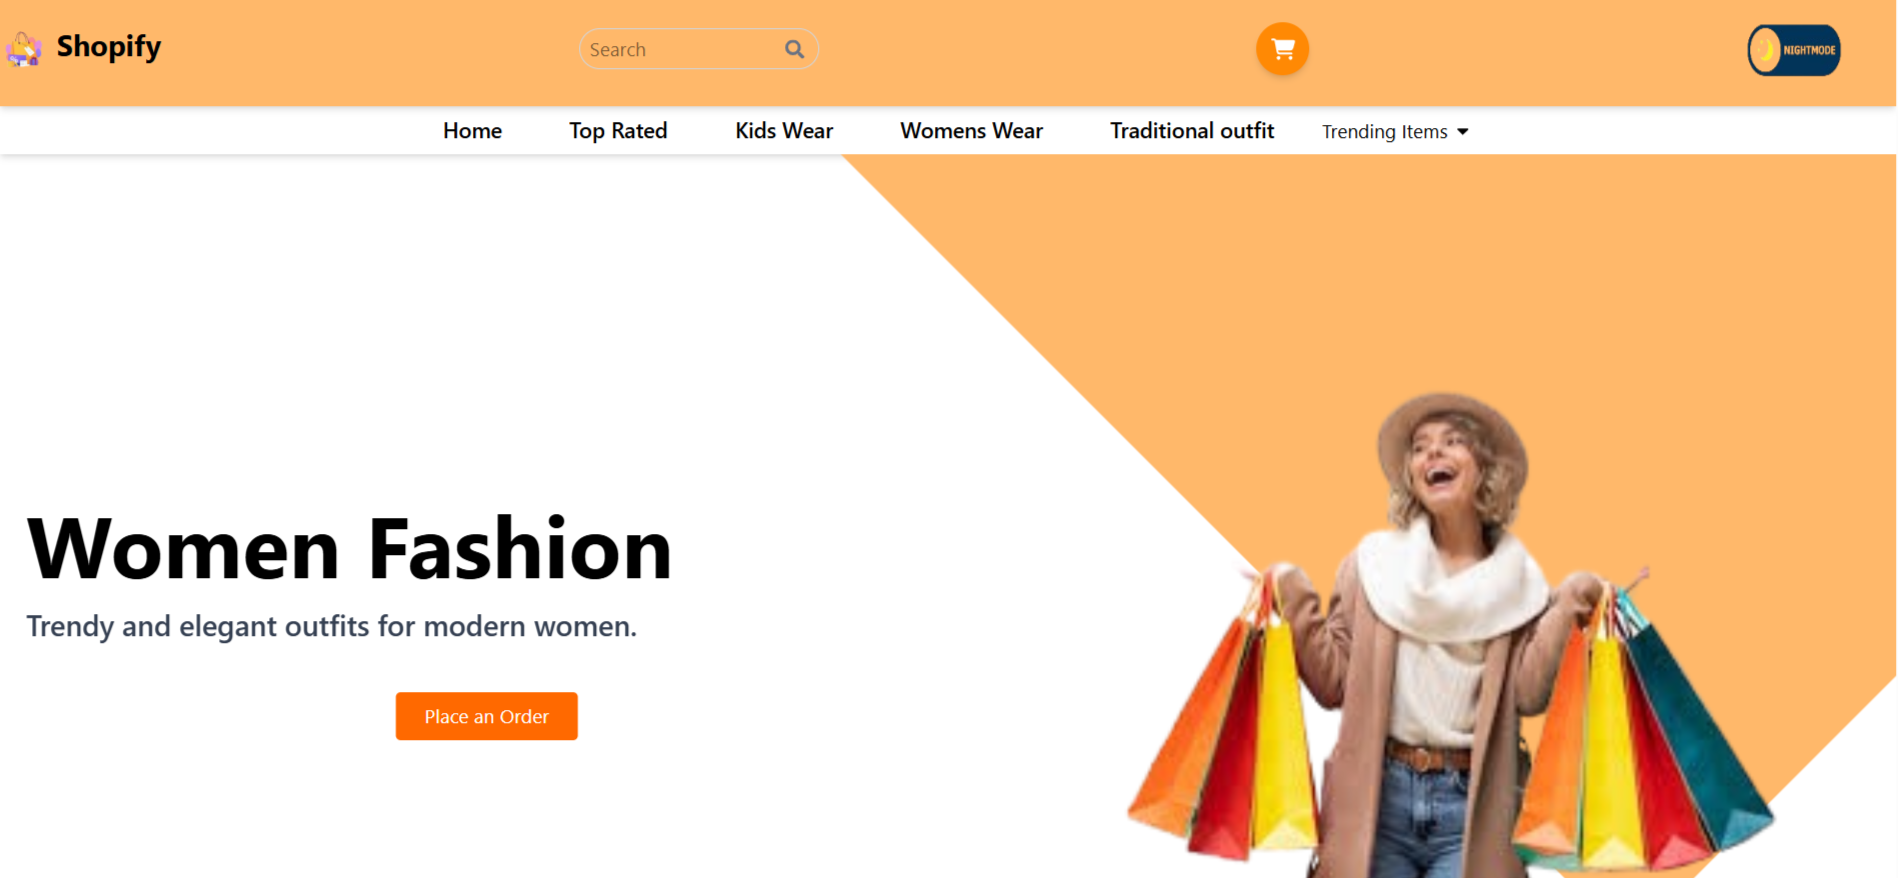 Shopify
Search
NIGHTMODE
Home
Top Rated
Kids Wear
Womens Wear
Traditional outfit
Trending Items
Women Fashion
Trendy and elegant outfits for modern women.
Place an Order